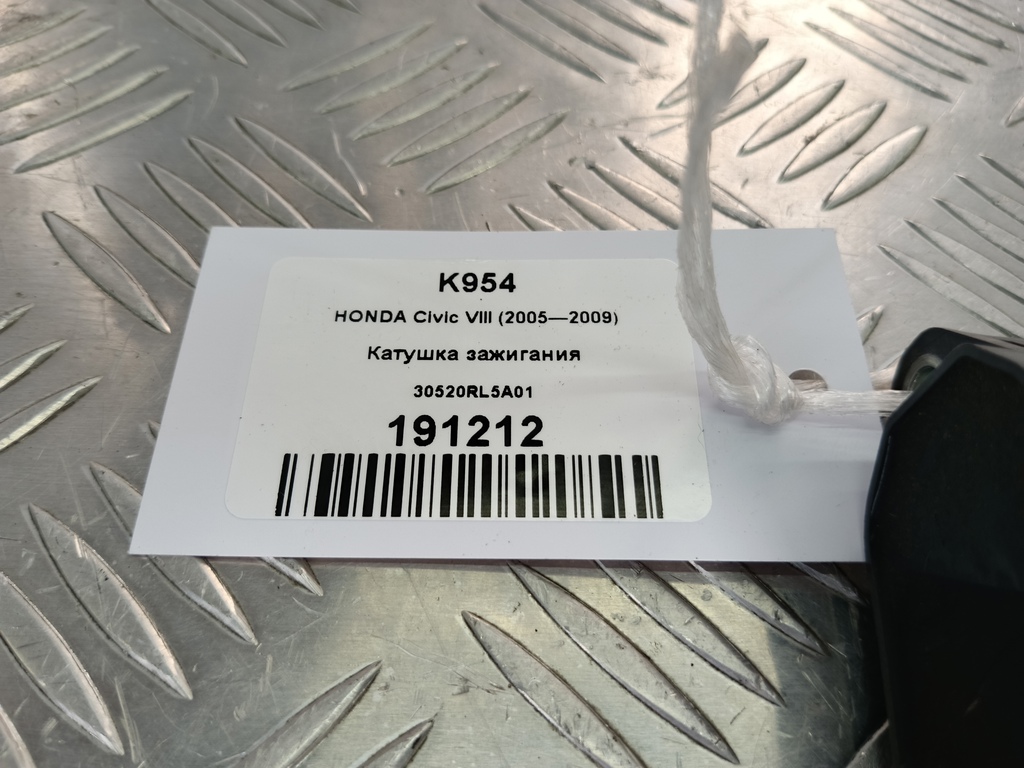 K954
HONDA Civic VIII (2005—2009)
Катушка зажигания
30520RL5A01
191212